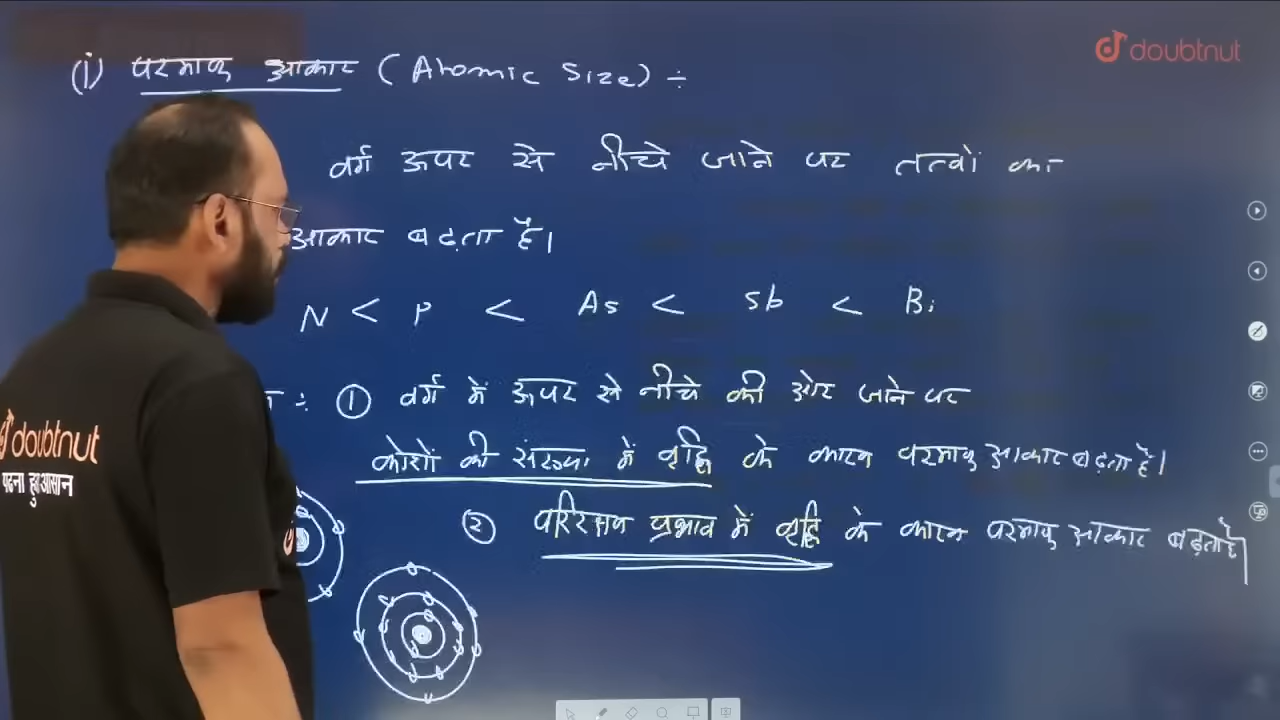 doubtnut
(i) परमाणु आकार (Atomic Size) ÷
वर्ग ऊपर से नीचे जाने पर तत्वों का
आकार बढ़ता है।
N < P < As < Sb < Bi
÷ ① वर्ग में ऊपर से नीचे की ओर जाने पर
कोशों की संख्या में वृद्धि के कारण परमाणु आकार बढ़ता है।
② परिरक्षण प्रभाव में वृद्धि के कारण परमाणु आकार बढ़ता है
doubtnut
पढना हुआ आसान